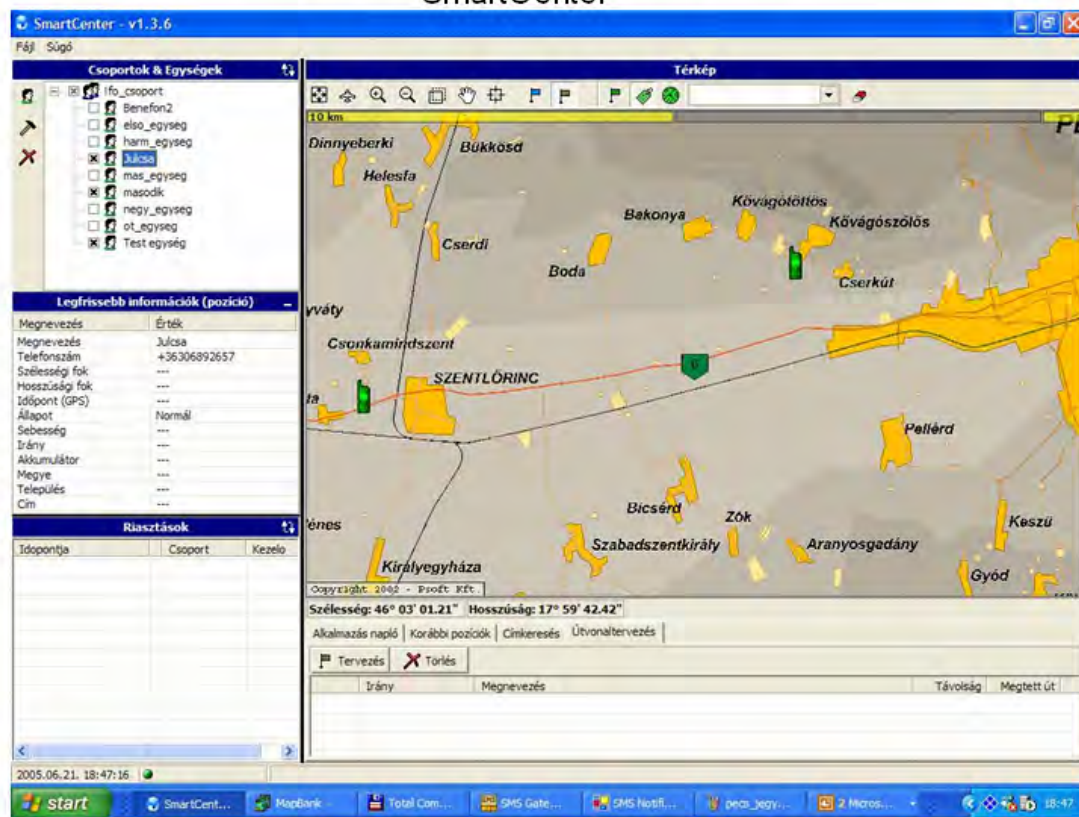 SmartCenter
SmartCenter - v1.3.6
Fájl Súgó
Csoportok & Egységek
Ifo_csoport
Benefon2
elso_egyseg
harm_egyseg
Julcsa
mas_egyseg
masodik
negy_egyseg
ot_egyseg
Test egység
Legfrissebb információk (pozíció)
Megnevezés Érték
Megnevezés Julcsa
Telefonszám +36306892657
Szélességi fok ---
Hosszúsági fok ---
Időpont (GPS) ---
Állapot Normál
Sebesség ---
Irány ---
Akkumulátor ---
Megye ---
Település ---
Cím ---
Riasztások
Idopontja Csoport Kezelo
Térkép
10 km
Dinnyeberki
Bükkösd
Helesfa
Cserdi
Bakonya
Kővágótöttös
Kővágószőlős
Boda
Cserkút
yváty
Csonkamindszent
SZENTLŐRINC
6
ta
Pellérd
Bicsérd
Zók
énes
Szabadszentkirály
Aranyosgadány
Keszü
Királyegyháza
Gyód
Copyright 2002 - Psoft Kft.
Szélesség: 46° 03' 01.21" Hosszúság: 17° 59' 42.42"
Alkalmazás napló Korábbi pozíciók Címkeresés Útvonaltervezés
Tervezés Törlés
Irány Megnevezés Távolság Megtett út
2005.06.21. 18:47:16
start SmartCent... MapBank - Total Com... SMS Gate... SMS Notifi... pecs_jegy... 2 Micros... 18:47